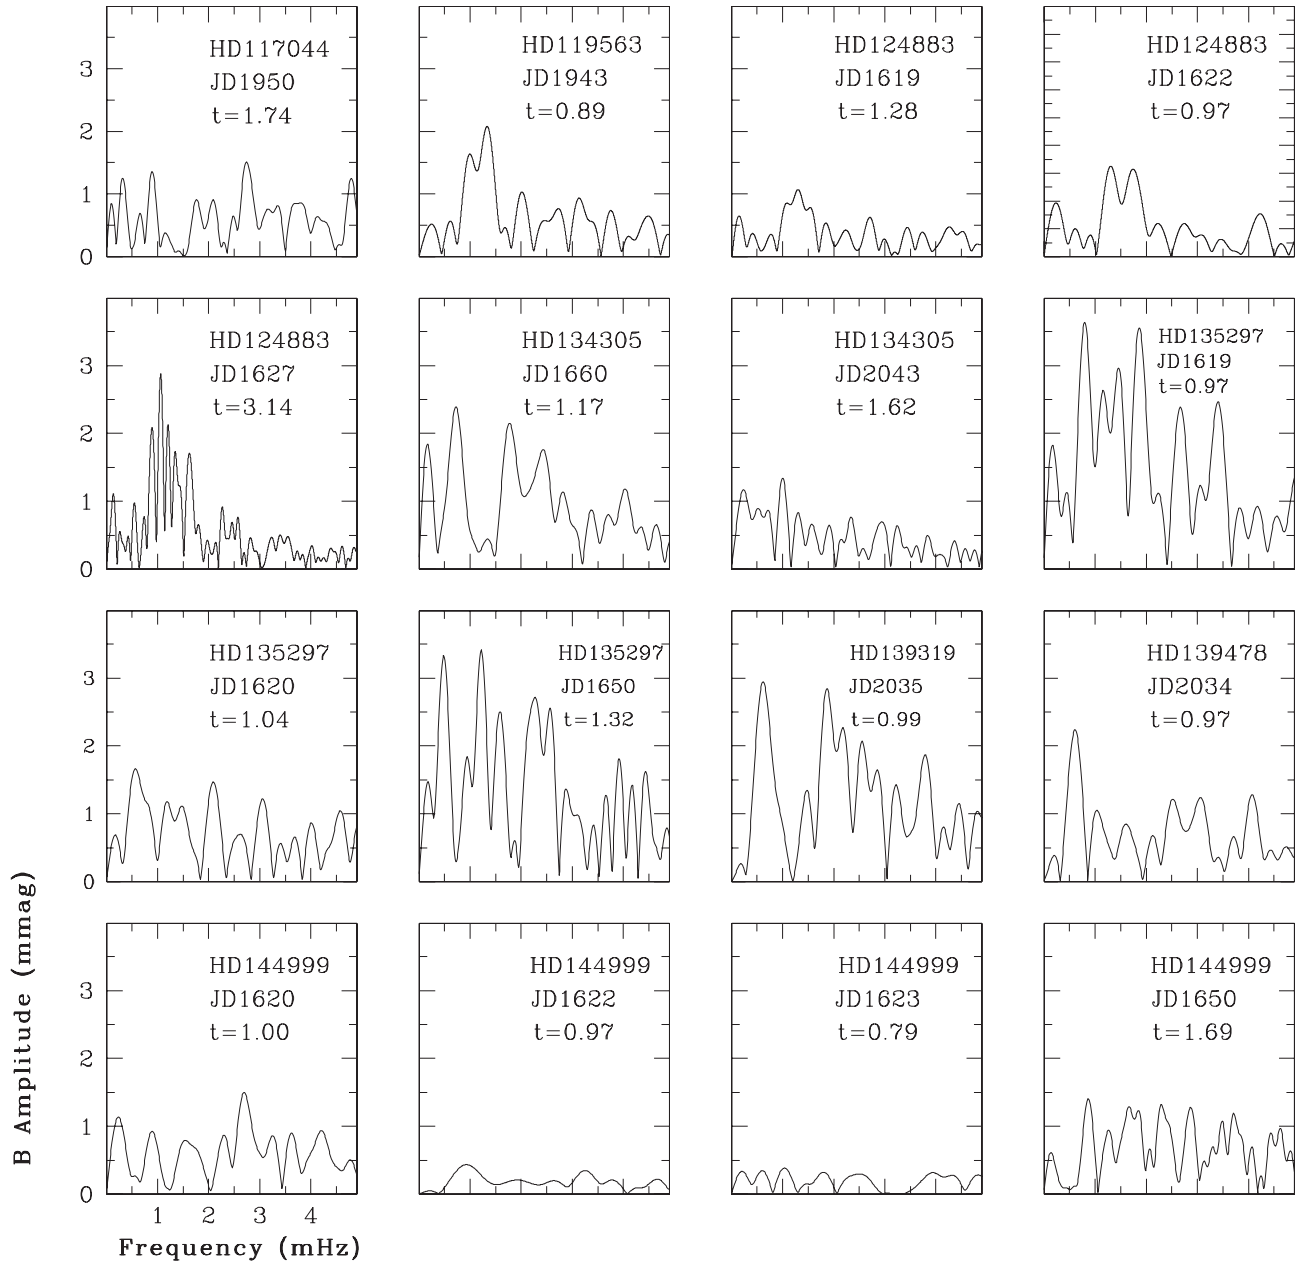 HD117044
JD1950
t=1.74
HD119563
JD1943
t=0.89
HD124883
JD1619
t=1.28
HD124883
JD1622
t=0.97
3
2
1
0
HD124883
JD1627
t=3.14
HD134305
JD1660
t=1.17
HD134305
JD2043
t=1.62
HD135297
JD1619
t=0.97
3
2
1
0
HD135297
JD1620
t=1.04
HD135297
JD1650
t=1.32
HD139319
JD2035
t=0.99
HD139478
JD2034
t=0.97
3
2
1
0
HD144999
JD1620
t=1.00
HD144999
JD1622
t=0.97
HD144999
JD1623
t=0.79
HD144999
JD1650
t=1.69
3
2
1
0
1 2 3 4
Frequency (mHz)
B Amplitude (mmag)